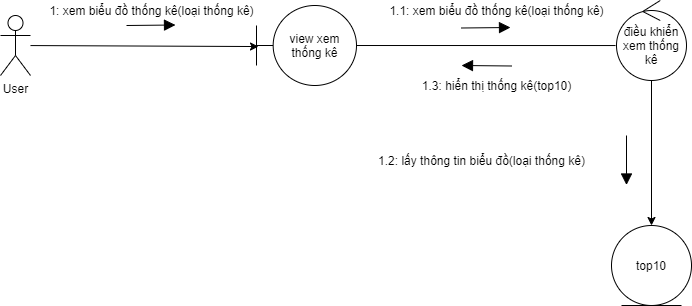 1: xem biểu đồ thống kê(loại thống kê)
1.1: xem biểu đồ thống kê(loại thống kê)
view xem
thống kê
điều khiển
xem thống
kê
User
1.3: hiển thị thống kê(top10)
1.2: lấy thông tin biểu đồ(loại thống kê)
top10